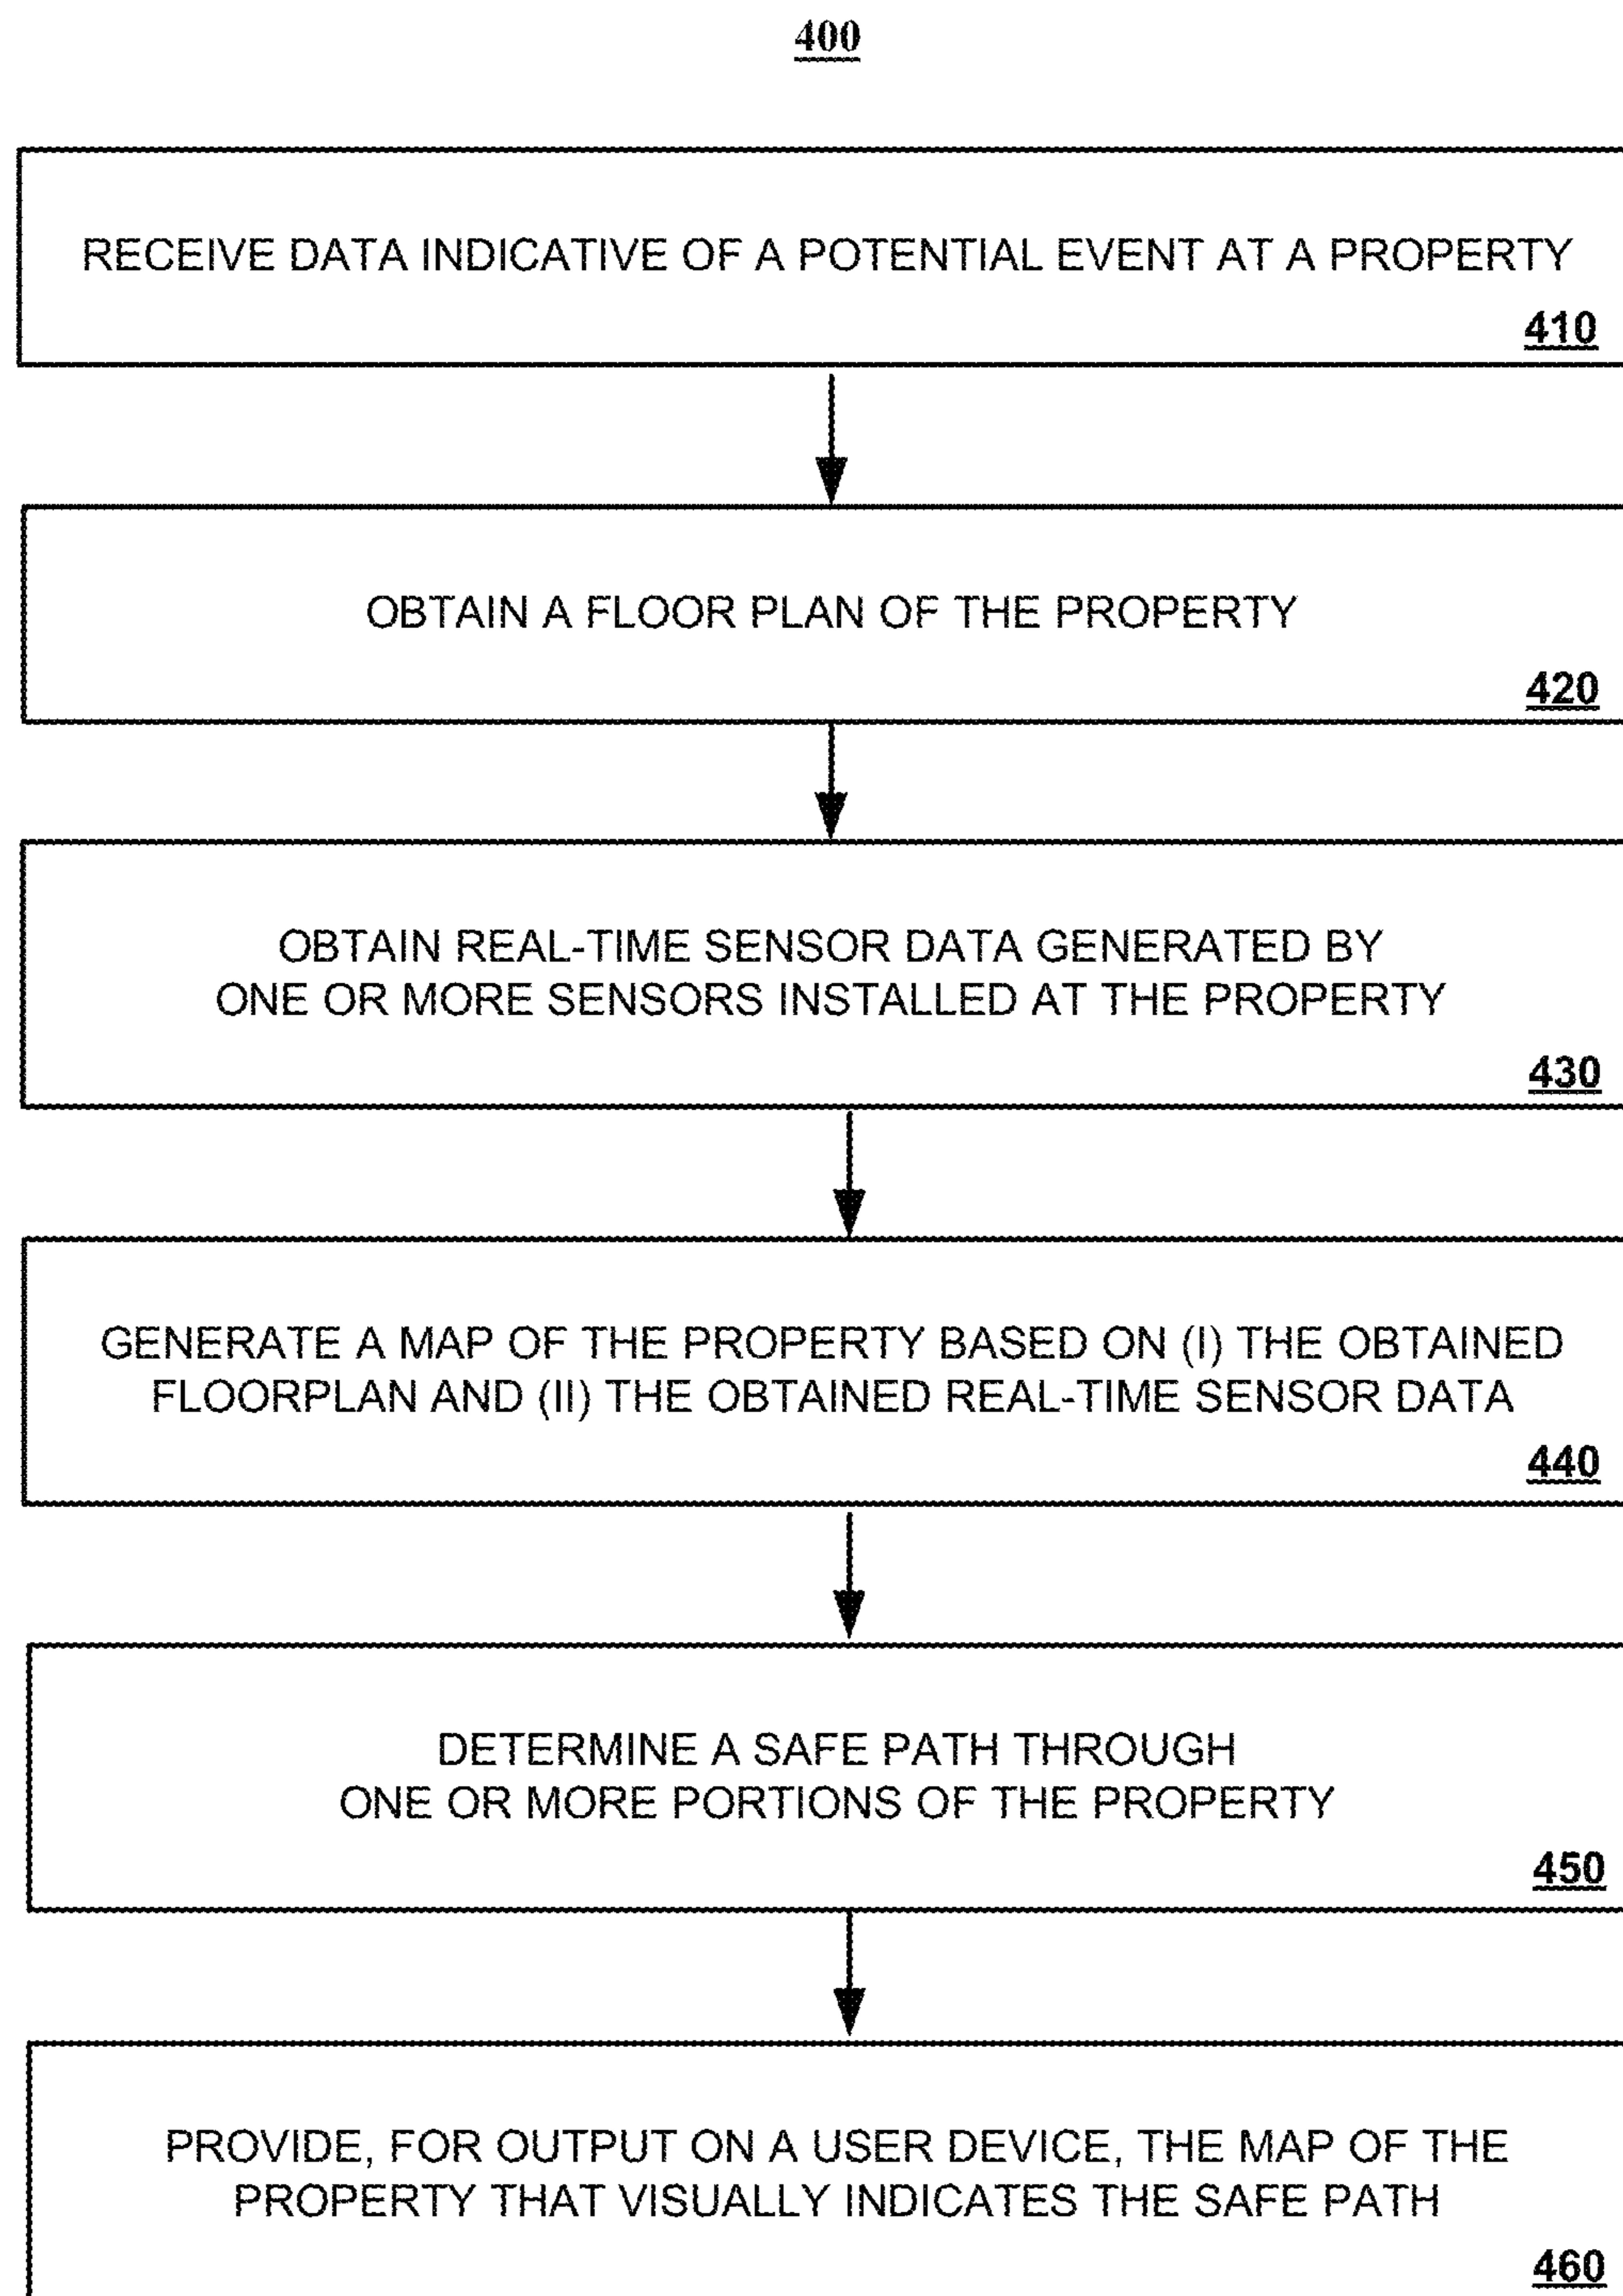 400
RECEIVE DATA INDICATIVE OF A POTENTIAL EVENT AT A PROPERTY
410
OBTAIN A FLOOR PLAN OF THE PROPERTY
420
OBTAIN REAL-TIME SENSOR DATA GENERATED BY
ONE OR MORE SENSORS INSTALLED AT THE PROPERTY
430
GENERATE A MAP OF THE PROPERTY BASED ON (I) THE OBTAINED
FLOORPLAN AND (II) THE OBTAINED REAL-TIME SENSOR DATA
440
DETERMINE A SAFE PATH THROUGH
ONE OR MORE PORTIONS OF THE PROPERTY
450
PROVIDE, FOR OUTPUT ON A USER DEVICE, THE MAP OF THE
PROPERTY THAT VISUALLY INDICATES THE SAFE PATH
460